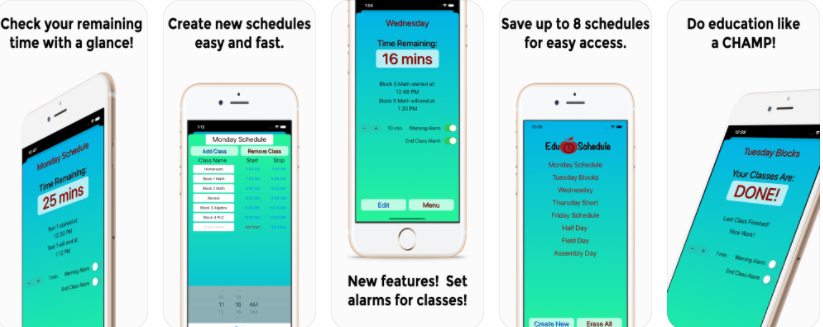 Check your remaining
time with a glance!
Monday Schedule
Time Remaining:
25 mins
Test 1 started at:
12:20 PM
Test 1 will end at:
1:12 PM
1 min Warning Alarm
End Class Alarm
Create new schedules
easy and fast.
1:12
Monday Schedule
Add Class Remove Class
Class Name Start Stop
Homeroom
Block 1 Math
Block 2 Math
Review
Block 3 Algebra
Block 4 PLC
11 15 AM
Wednesday
Time Remaining:
16 mins
Block 5 Math started at:
12:48 PM
Block 5 Math will end at:
1:20 PM
- + 10 min Warning Alarm
End Class Alarm
Edit Menu
New features! Set
alarms for classes!
Save up to 8 schedules
for easy access.
Edu Schedule
Monday Schedule
Tuesday Blocks
Wednesday
Thursday Short
Friday Schedule
Half Day
Field Day
Assembly Day
Create New Erase All
Do education like
a CHAMP!
Tuesday Blocks
Your Classes Are:
DONE!
Last Class Finished!
Nice Work!
- + 1 min Warning Alarm
End Class Alarm